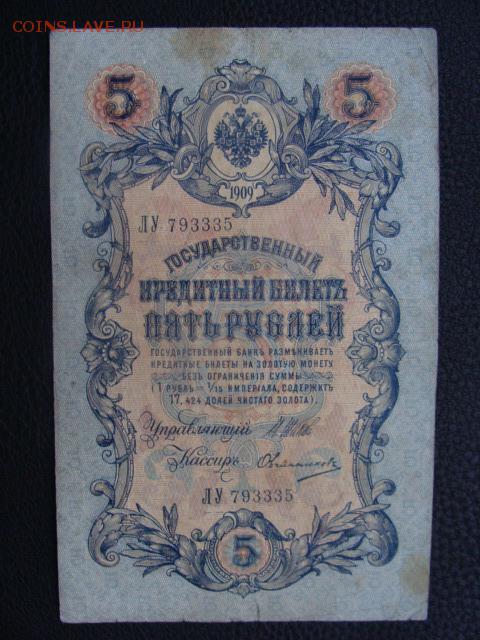 COINS.LAVE.RU
5 5
1909
ЛУ 793335
ГОСУДАРСТВЕННЫЙ
КРЕДИТНЫЙ БИЛЕТЪ
ПЯТЬ РУБЛЕЙ
ГОСУДАРСТВЕННЫЙ БАНКЪ РАЗМѢНИВАЕТЪ
КРЕДИТНЫЕ БИЛЕТЫ НА ЗОЛОТУЮ МОНЕТУ
БЕЗЪ ОГРАНИЧЕНІЯ СУММЫ
(1 РУБЛЬ = 1/15 ИМПЕРІАЛА, СОДЕРЖИТЪ
17,424 ДОЛЕЙ ЧИСТАГО ЗОЛОТА).
Управляющій
Кассиръ Овчинниковъ
ЛУ 793335
5